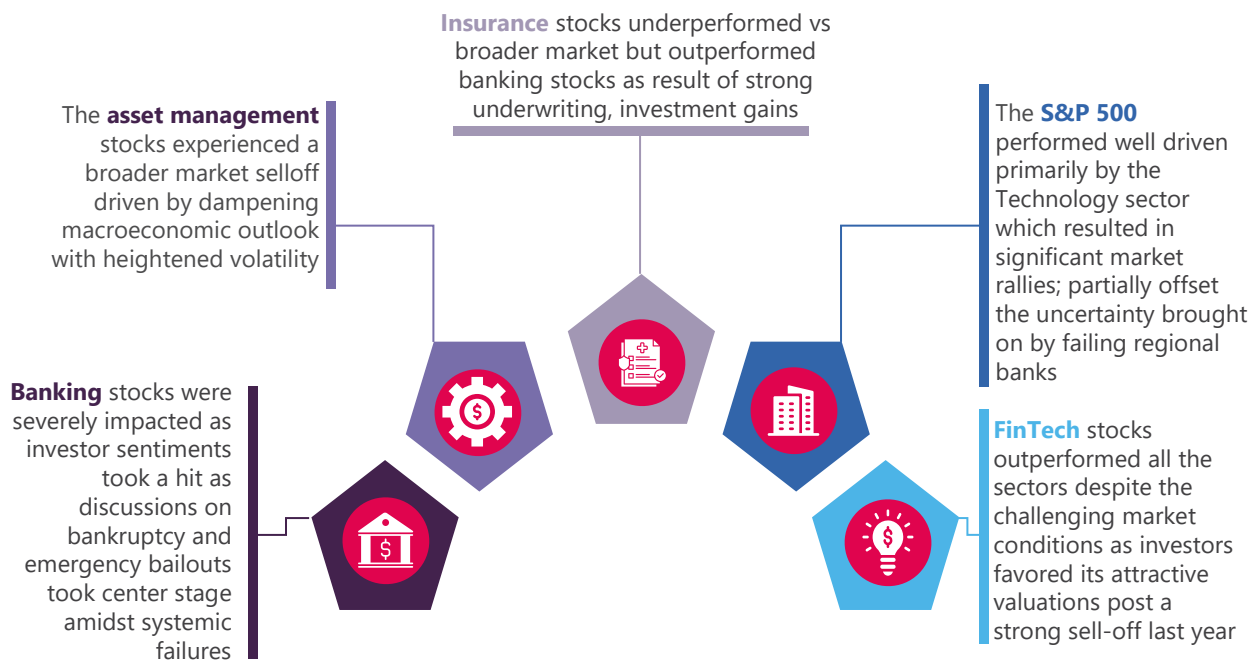 Insurance stocks underperformed vs
broader market but outperformed
banking stocks as result of strong
underwriting, investment gains
The asset management
stocks experienced a
broader market selloff
driven by dampening
macroeconomic outlook
with heightened volatility
The S&P 500
performed well driven
primarily by the
Technology sector
which resulted in
significant market
rallies; partially offset
the uncertainty brought
on by failing regional
banks
Banking stocks were
severely impacted as
investor sentiments
took a hit as
discussions on
bankruptcy and
emergency bailouts
took center stage
amidst systemic
failures
FinTech stocks
outperformed all the
sectors despite the
challenging market
conditions as investors
favored its attractive
valuations post a
strong sell-off last year
$
$
$